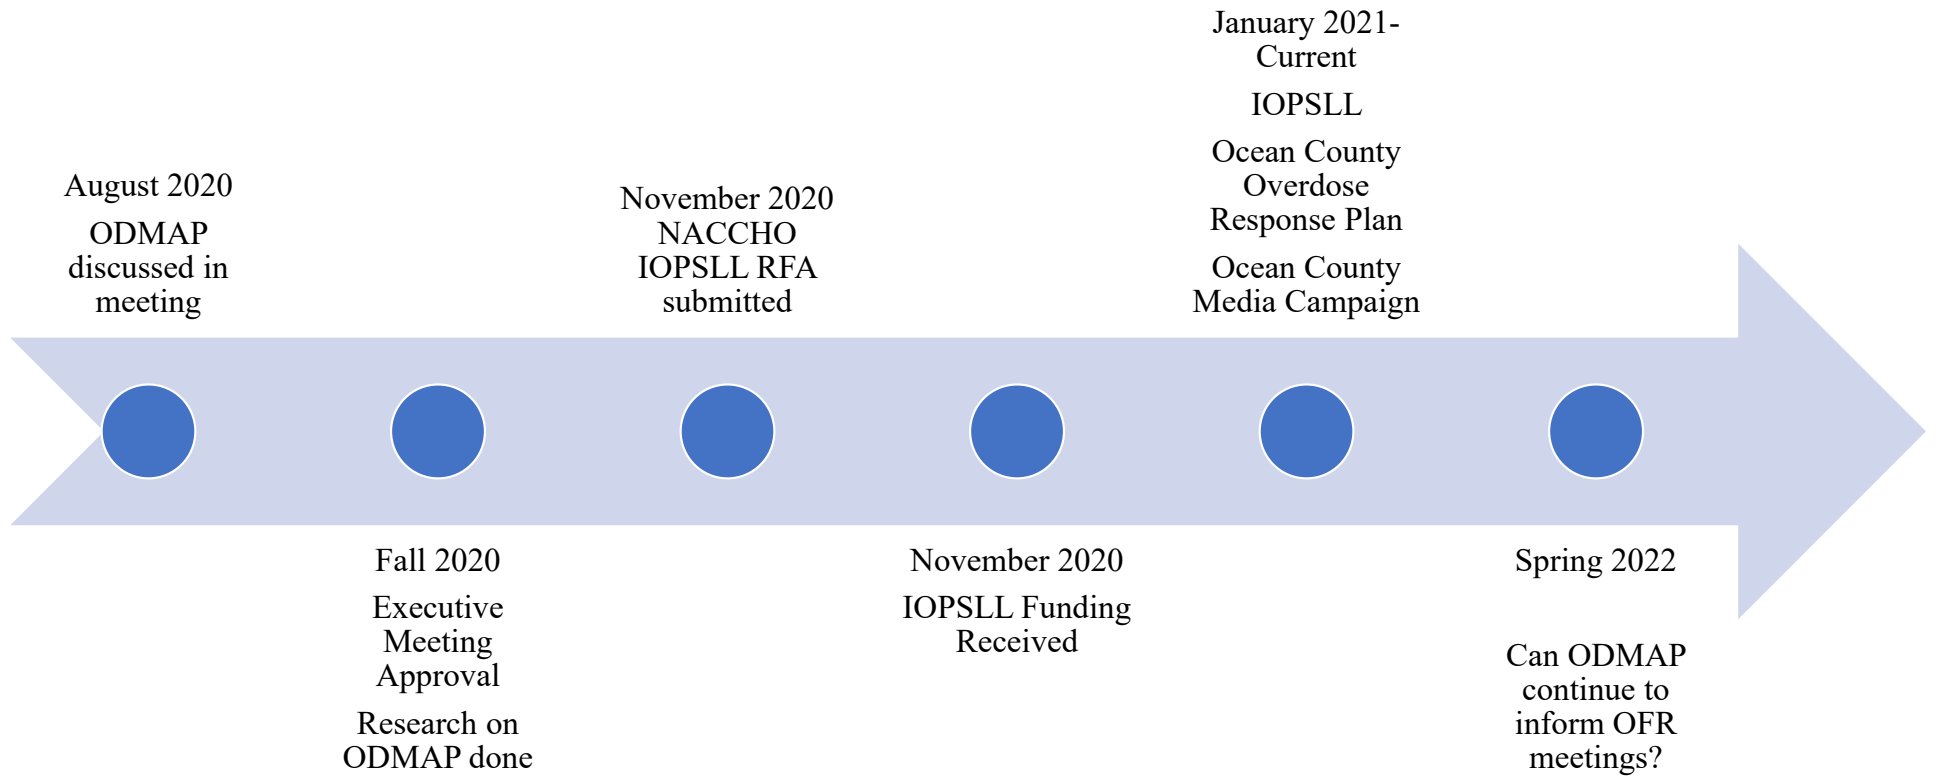 August 2020
ODMAP
discussed in
meeting
Fall 2020
Executive
Meeting
Approval
Research on
ODMAP done
November 2020
NACCHO
IOPSLL RFA
submitted
November 2020
IOPSLL Funding
Received
January 2021-
Current
IOPSLL
Ocean County
Overdose
Response Plan
Ocean County
Media Campaign
Spring 2022
Can ODMAP
continue to
inform OFR
meetings?